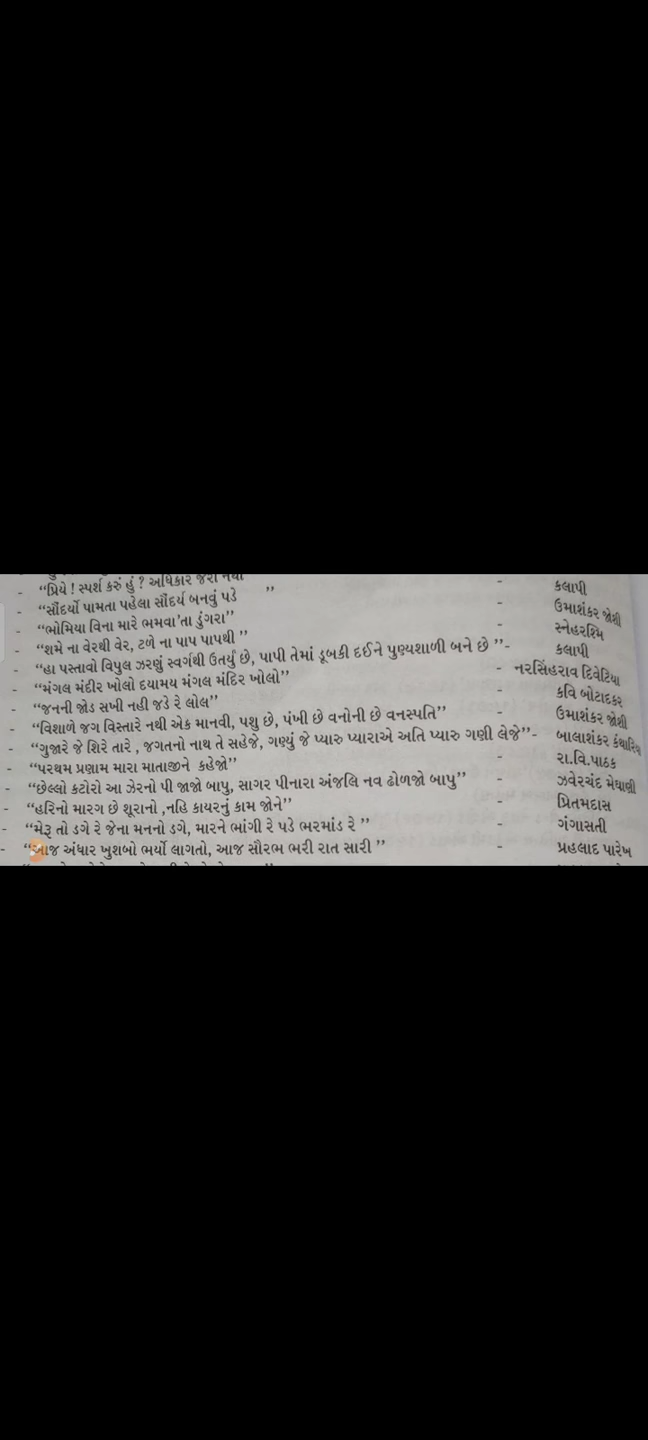 - “પ્રિયે ! સ્પર્શ કરું હું ? અધિકાર જરા નથી
- “સૌંદર્યો પામતા પહેલા સૌંદર્ય બનવું પડે ” - કલાપી
- “ભોમિયા વિના મારે ભમવા'તા ડુંગરા” - ઉમાશંકર જોશી
- “શમે ના વેરથી વેર, ટળે ના પાપ પાપથી ” સ્નેહરશ્મિ
- “હા પસ્તાવો વિપુલ ઝરણું સ્વર્ગથી ઉતર્યું છે, પાપી તેમાં ડૂબકી દઈને પુણ્યશાળી બને છે ”- કલાપી
- “મંગલ મંદીર ખોલો દયામય મંગલ મંદિર ખોલો” - નરસિંહરાવ દિવેટિયા
- “જનની જોડ સખી નહી જડે રે લોલ” - કવિ બોટાદકર
- “વિશાળે જગ વિસ્તારે નથી એક માનવી, પશુ છે, પંખી છે વનોની છે વનસ્પતિ” - ઉમાશંકર જોશી
- “ગુજારે જે શિરે તારે , જગતનો નાથ તે સહેજે, ગણ્યું જે પ્યારુ પ્યારાએ અતિ પ્યારુ ગણી લેજે”- બાલાશંકર કંથારિયા
- “પરથમ પ્રણામ મારા માતાજીને કહેજો” - રા.વિ.પાઠક
- “છેલ્લો કટોરો આ ઝેરનો પી જાજો બાપુ, સાગર પીનારા અંજલિ નવ ઢોળજો બાપુ” - ઝવેરચંદ મેઘાણી
- “હરિનો મારગ છે શૂરાનો ,નહિ કાયરનું કામ જોને” - પ્રિતમદાસ
- “મેરૂ તો ડગે રે જેના મનનો ડગે, મારને ભાંગી રે પડે ભરમાંડ રે ” - ગંગાસતી
- “આજ અંધાર ખુશબો ભર્યો લાગતો, આજ સૌરભ ભરી રાત સારી ” - પ્રહલાદ પારેખ